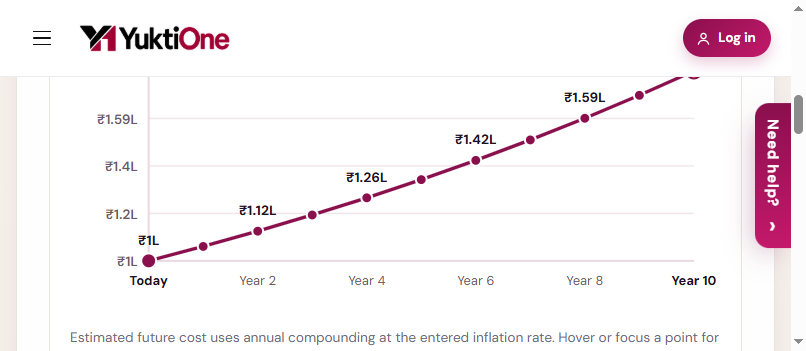 YuktiOne
Log in
₹1.59L
₹1.59L
₹1.42L
₹1.4L
₹1.26L
₹1.2L
₹1.12L
₹1L
₹1L
Today
Year 2
Year 4
Year 6
Year 8
Year 10
Need help? ›
Estimated future cost uses annual compounding at the entered inflation rate. Hover or focus a point for